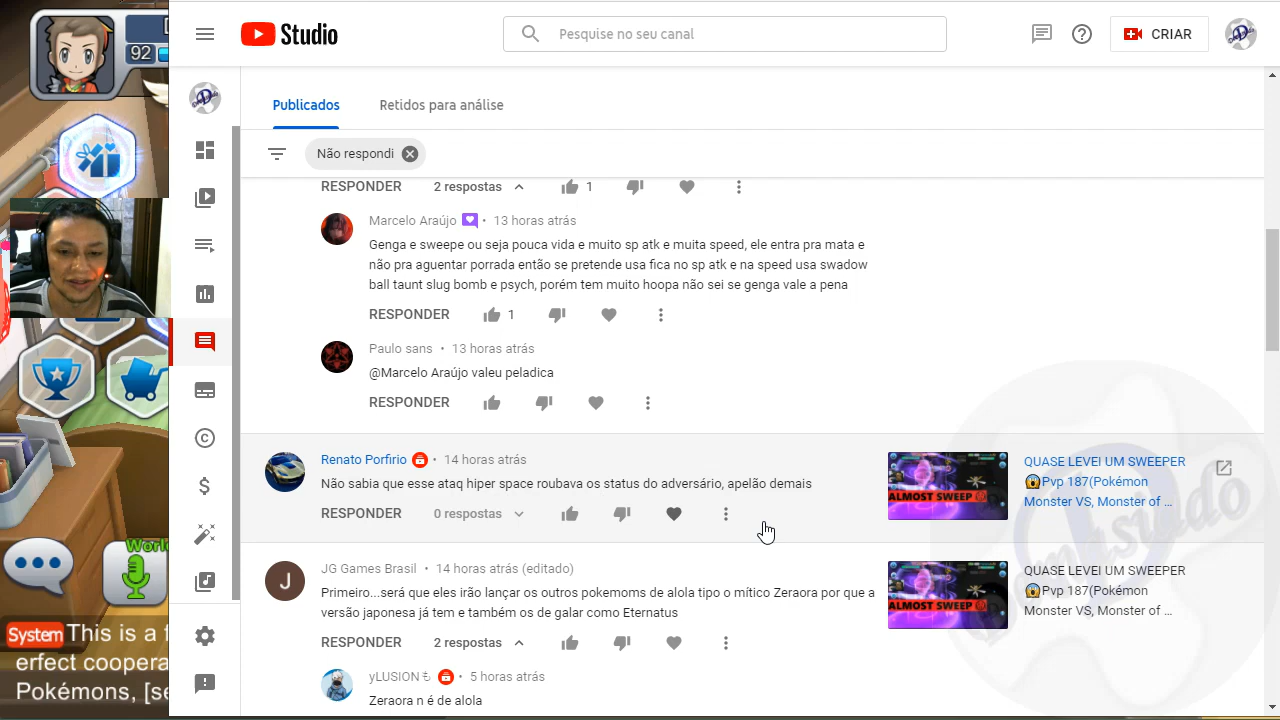 92
Studio
Pesquise no seu canal
CRIAR
Publicados
Retidos para análise
Não respondi
RESPONDER 2 respostas 1
Marcelo Araújo • 13 horas atrás
Genga e sweepe ou seja pouca vida e muito sp atk e muita speed, ele entra pra mata e
não pra aguentar porrada então se pretende usa fica no sp atk e na speed usa swadow
ball taunt slug bomb e psych, porém tem muito hoopa não sei se genga vale a pena
RESPONDER 1
Paulo sans • 13 horas atrás
@Marcelo Araújo valeu peladica
RESPONDER
Renato Porfirio • 14 horas atrás
Não sabia que esse ataq hiper space roubava os status do adversário, apelão demais
RESPONDER 0 respostas
ALMOST SWEEP
QUASE LEVEI UM SWEEPER
😱Pvp 187(Pokémon
Monster VS, Monster of ...
JG Games Brasil • 14 horas atrás (editado)
J
Primeiro...será que eles irão lançar os outros pokemoms de alola tipo o mítico Zeraora por que a
versão japonesa já tem e também os de galar como Eternatus
RESPONDER 2 respostas
ALMOST SWEEP
QUASE LEVEI UM SWEEPER
😱Pvp 187(Pokémon
Monster VS, Monster of ...
yLUSION も • 5 horas atrás
Zeraora n é de alola
World
System This is a f
erfect coopera
Pokémons, [se